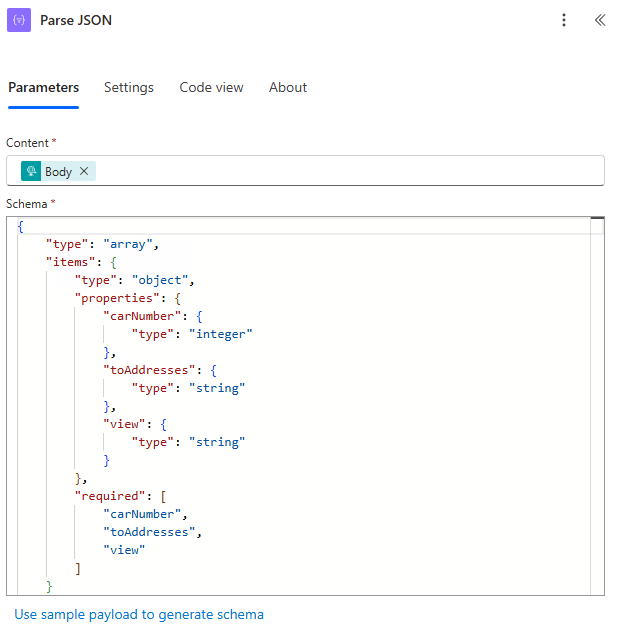 Parse JSON
Parameters Settings Code view About
Content *
Body
Schema *
{
    "type": "array",
    "items": {
        "type": "object",
        "properties": {
            "carNumber": {
                "type": "integer"
            },
            "toAddresses": {
                "type": "string"
            },
            "view": {
                "type": "string"
            }
        },
        "required": [
            "carNumber",
            "toAddresses",
            "view"
        ]
    }
Use sample payload to generate schema